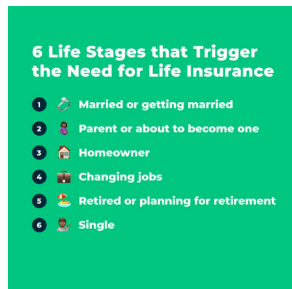 6 Life Stages that Trigger
the Need for Life Insurance
1 Married or getting married
2 Parent or about to become one
3 Homeowner
4 Changing jobs
5 Retired or planning for retirement
6 Single